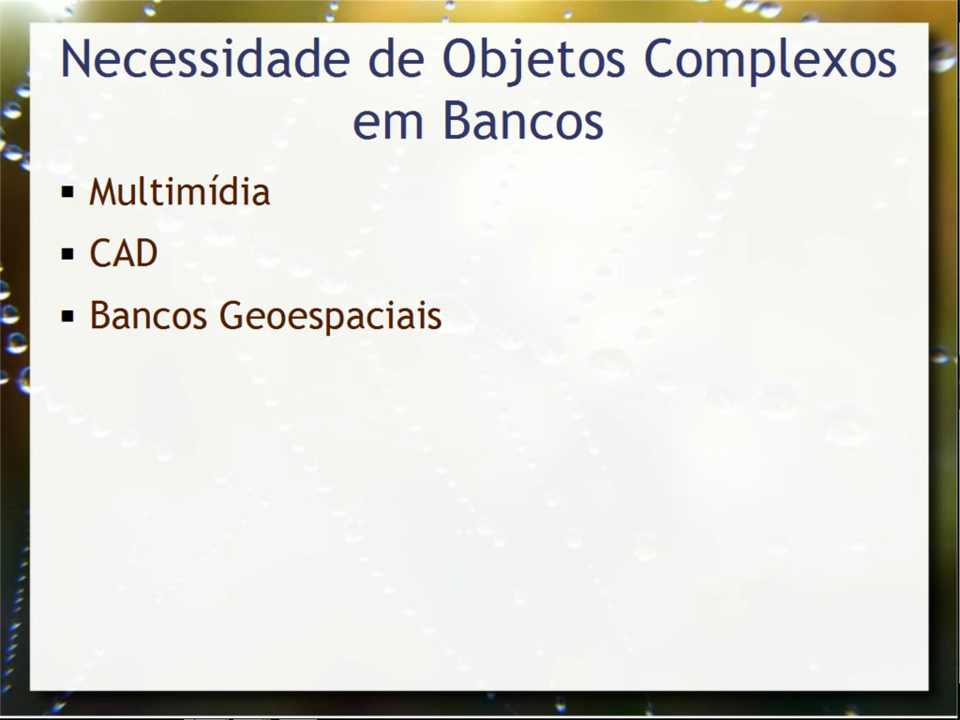 Necessidade de Objetos Complexos
em Bancos
▪ Multimídia
▪ CAD
▪ Bancos Geoespaciais